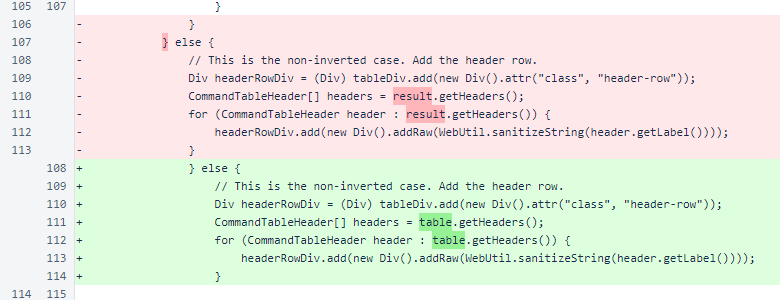 105 107 }
106 - }
107 - } else {
108 - // This is the non-inverted case. Add the header row.
109 - Div headerRowDiv = (Div) tableDiv.add(new Div().attr("class", "header-row"));
110 - CommandTableHeader[] headers = result.getHeaders();
111 - for (CommandTableHeader header : result.getHeaders()) {
112 - headerRowDiv.add(new Div().addRaw(WebUtil.sanitizeString(header.getLabel())));
113 - }
108 + } else {
109 + // This is the non-inverted case. Add the header row.
110 + Div headerRowDiv = (Div) tableDiv.add(new Div().attr("class", "header-row"));
111 + CommandTableHeader[] headers = table.getHeaders();
112 + for (CommandTableHeader header : table.getHeaders()) {
113 + headerRowDiv.add(new Div().addRaw(WebUtil.sanitizeString(header.getLabel())));
114 + }
114 115